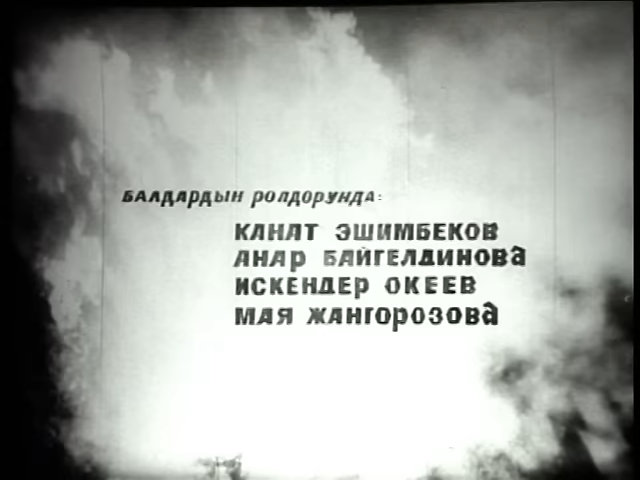 БАЛДАРДЫН РОЛДОРУНДА:
КАНАТ ЭШИМБЕКОВ
АНАР БАЙГЕЛДИНОВА
ИСКЕНДЕР ОКЕЕВ
МАЯ ЖАНГОРОЗОВА